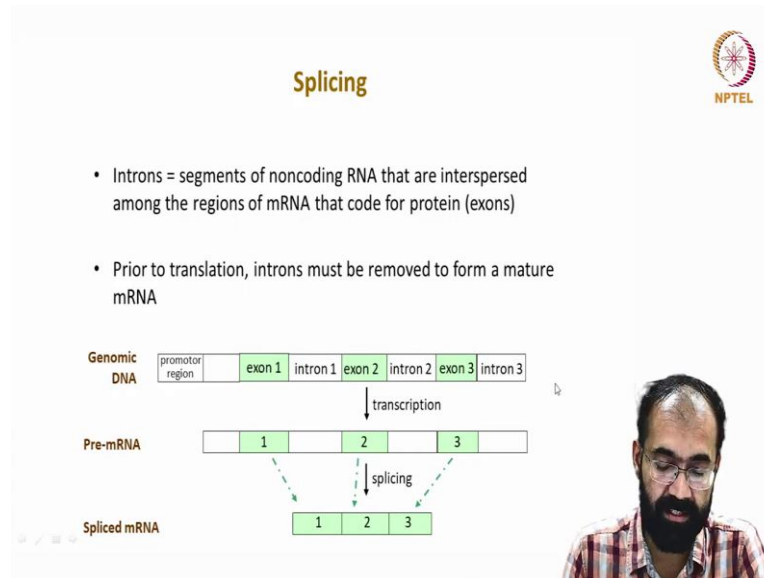 Splicing
NPTEL
• Introns = segments of noncoding RNA that are interspersed
among the regions of mRNA that code for protein (exons)
• Prior to translation, introns must be removed to form a mature
mRNA
Genomic
DNA
promotor
region
exon 1
intron 1
exon 2
intron 2
exon 3
intron 3
transcription
Pre-mRNA
1
2
3
splicing
Spliced mRNA
1
2
3